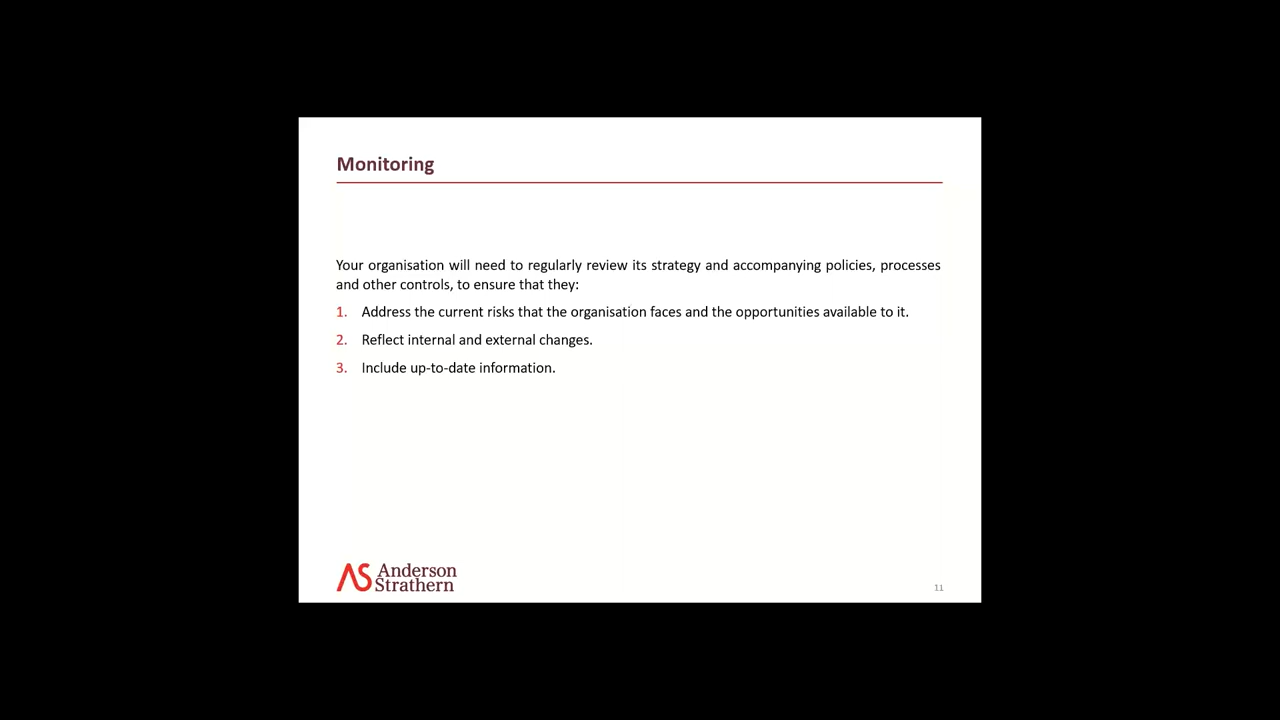 Monitoring
Your organisation will need to regularly review its strategy and accompanying policies, processes
and other controls, to ensure that they:
1. Address the current risks that the organisation faces and the opportunities available to it.
2. Reflect internal and external changes.
3. Include up-to-date information.
AS Anderson
Strathern
11